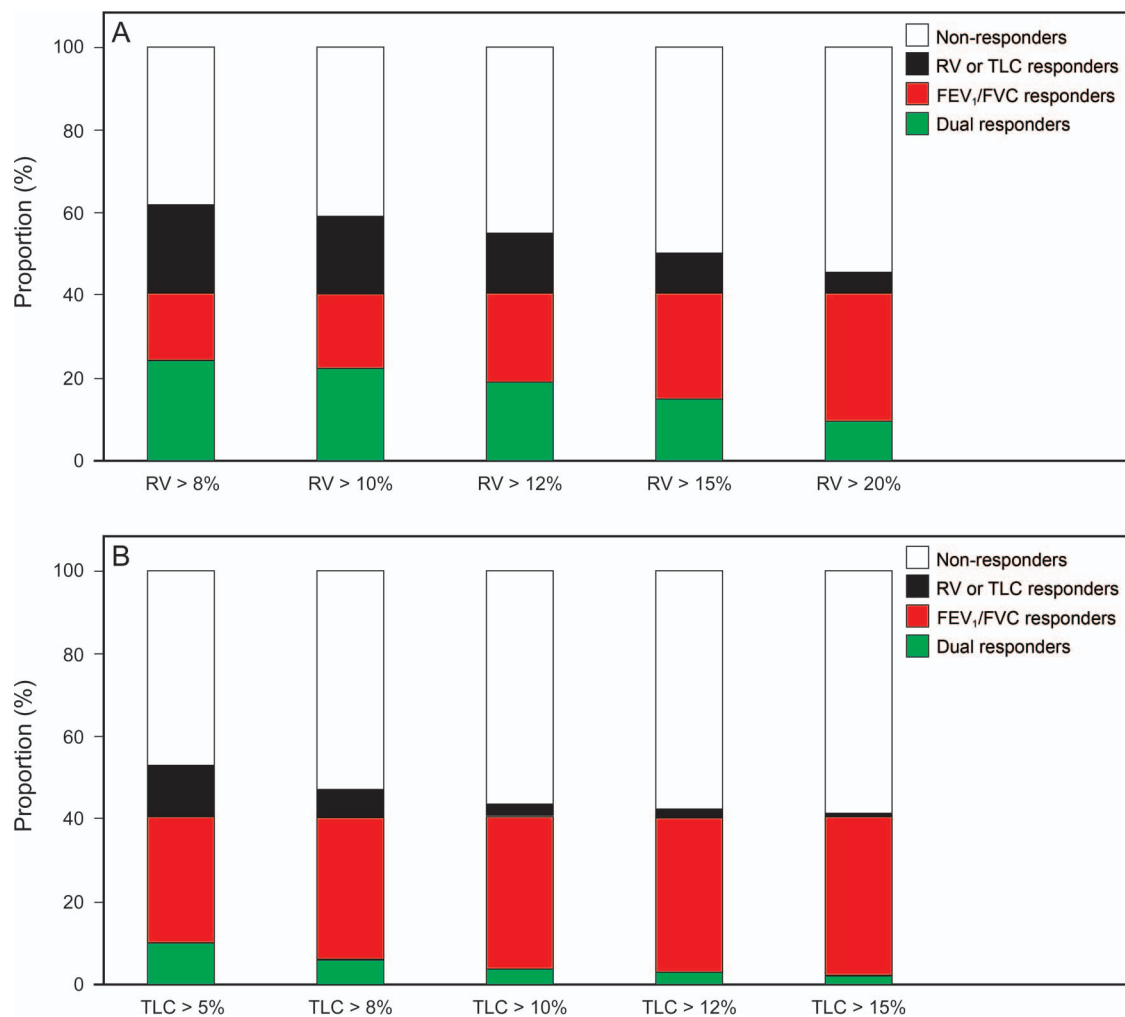 A
100
80
60
40
20
0
Proportion (%)
Non-responders
RV or TLC responders
FEV₁/FVC responders
Dual responders
RV > 8%
RV > 10%
RV > 12%
RV > 15%
RV > 20%
B
100
80
60
40
20
0
Proportion (%)
Non-responders
RV or TLC responders
FEV₁/FVC responders
Dual responders
TLC > 5%
TLC > 8%
TLC > 10%
TLC > 12%
TLC > 15%